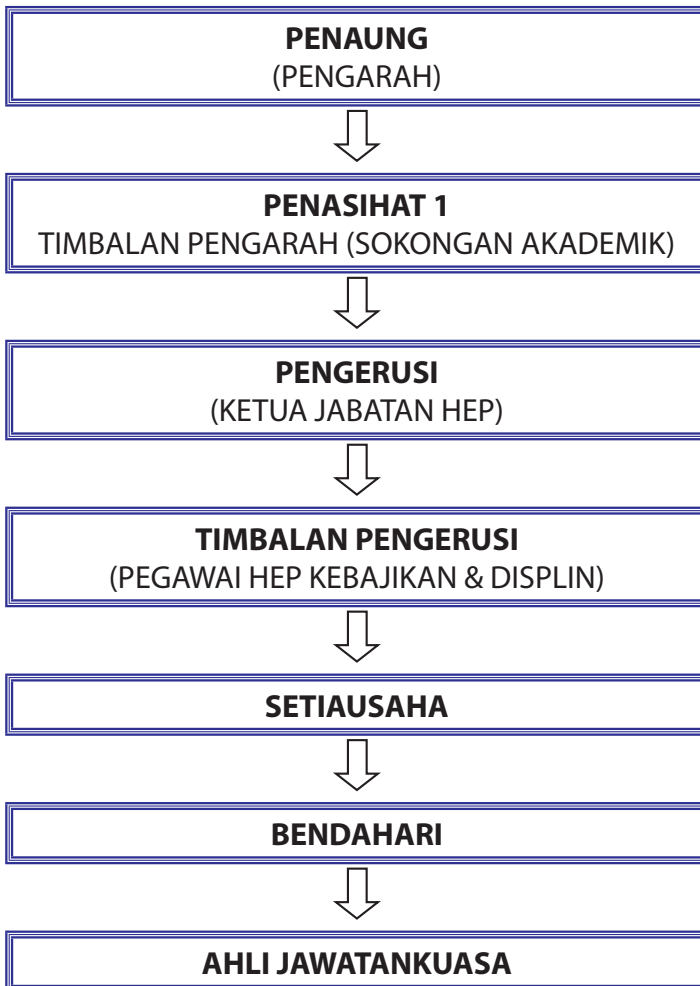 PENAUNG
(PENGARAH)
PENASIHAT 1
TIMBALAN PENGARAH (SOKONGAN AKADEMIK)
PENGERUSI
(KETUA JABATAN HEP)
TIMBALAN PENGERUSI
(PEGAWAI HEP KEBAJIKAN & DISPLIN)
SETIAUSAHA
BENDAHARI
AHLI JAWATANKUASA